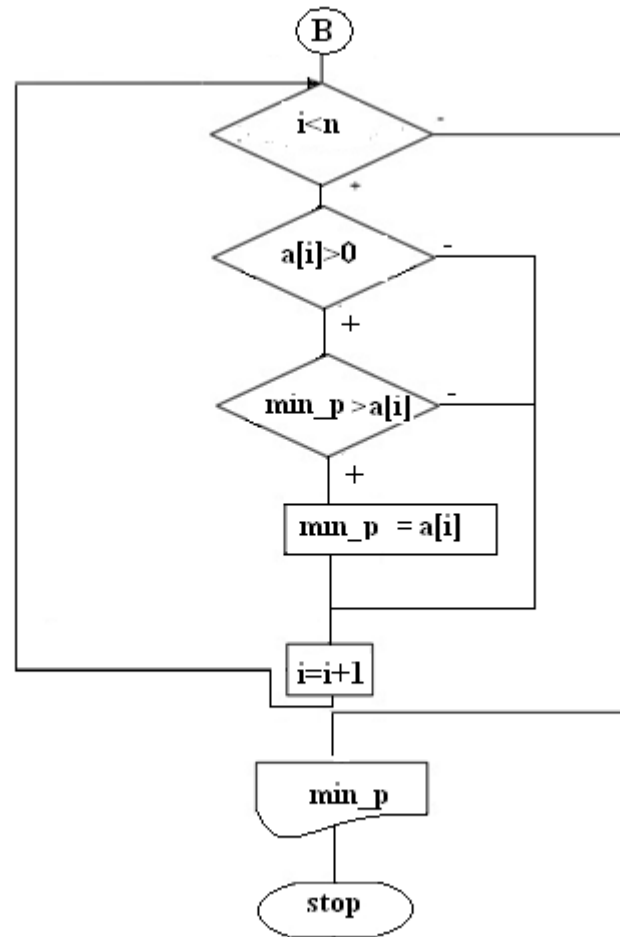 B
i<n
-
+
a[i]>0
-
+
min_p >a[i]
-
+
min_p = a[i]
i=i+1
min_p
stop